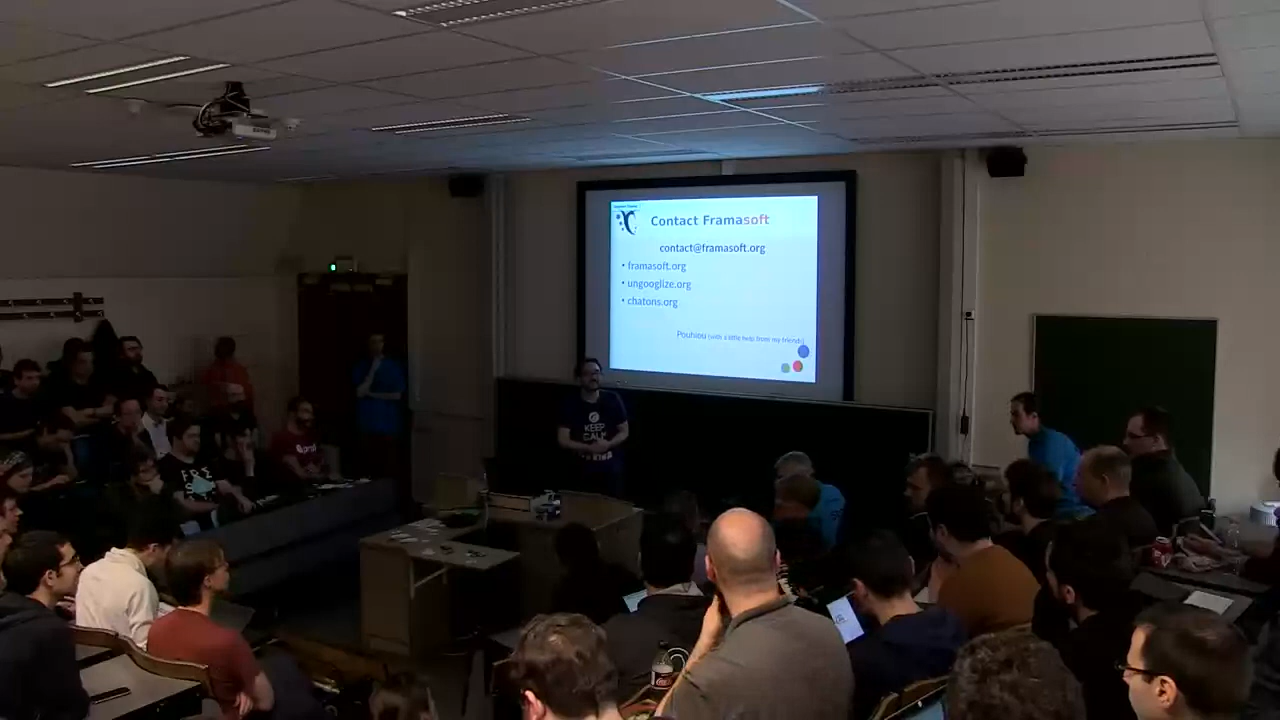 Contact Framasoft
contact@framasoft.org
• framasoft.org
• ungooglize.org
• chatons.org
Pouhiou (with a little help from my friends)
KEEP
CALM
FRE